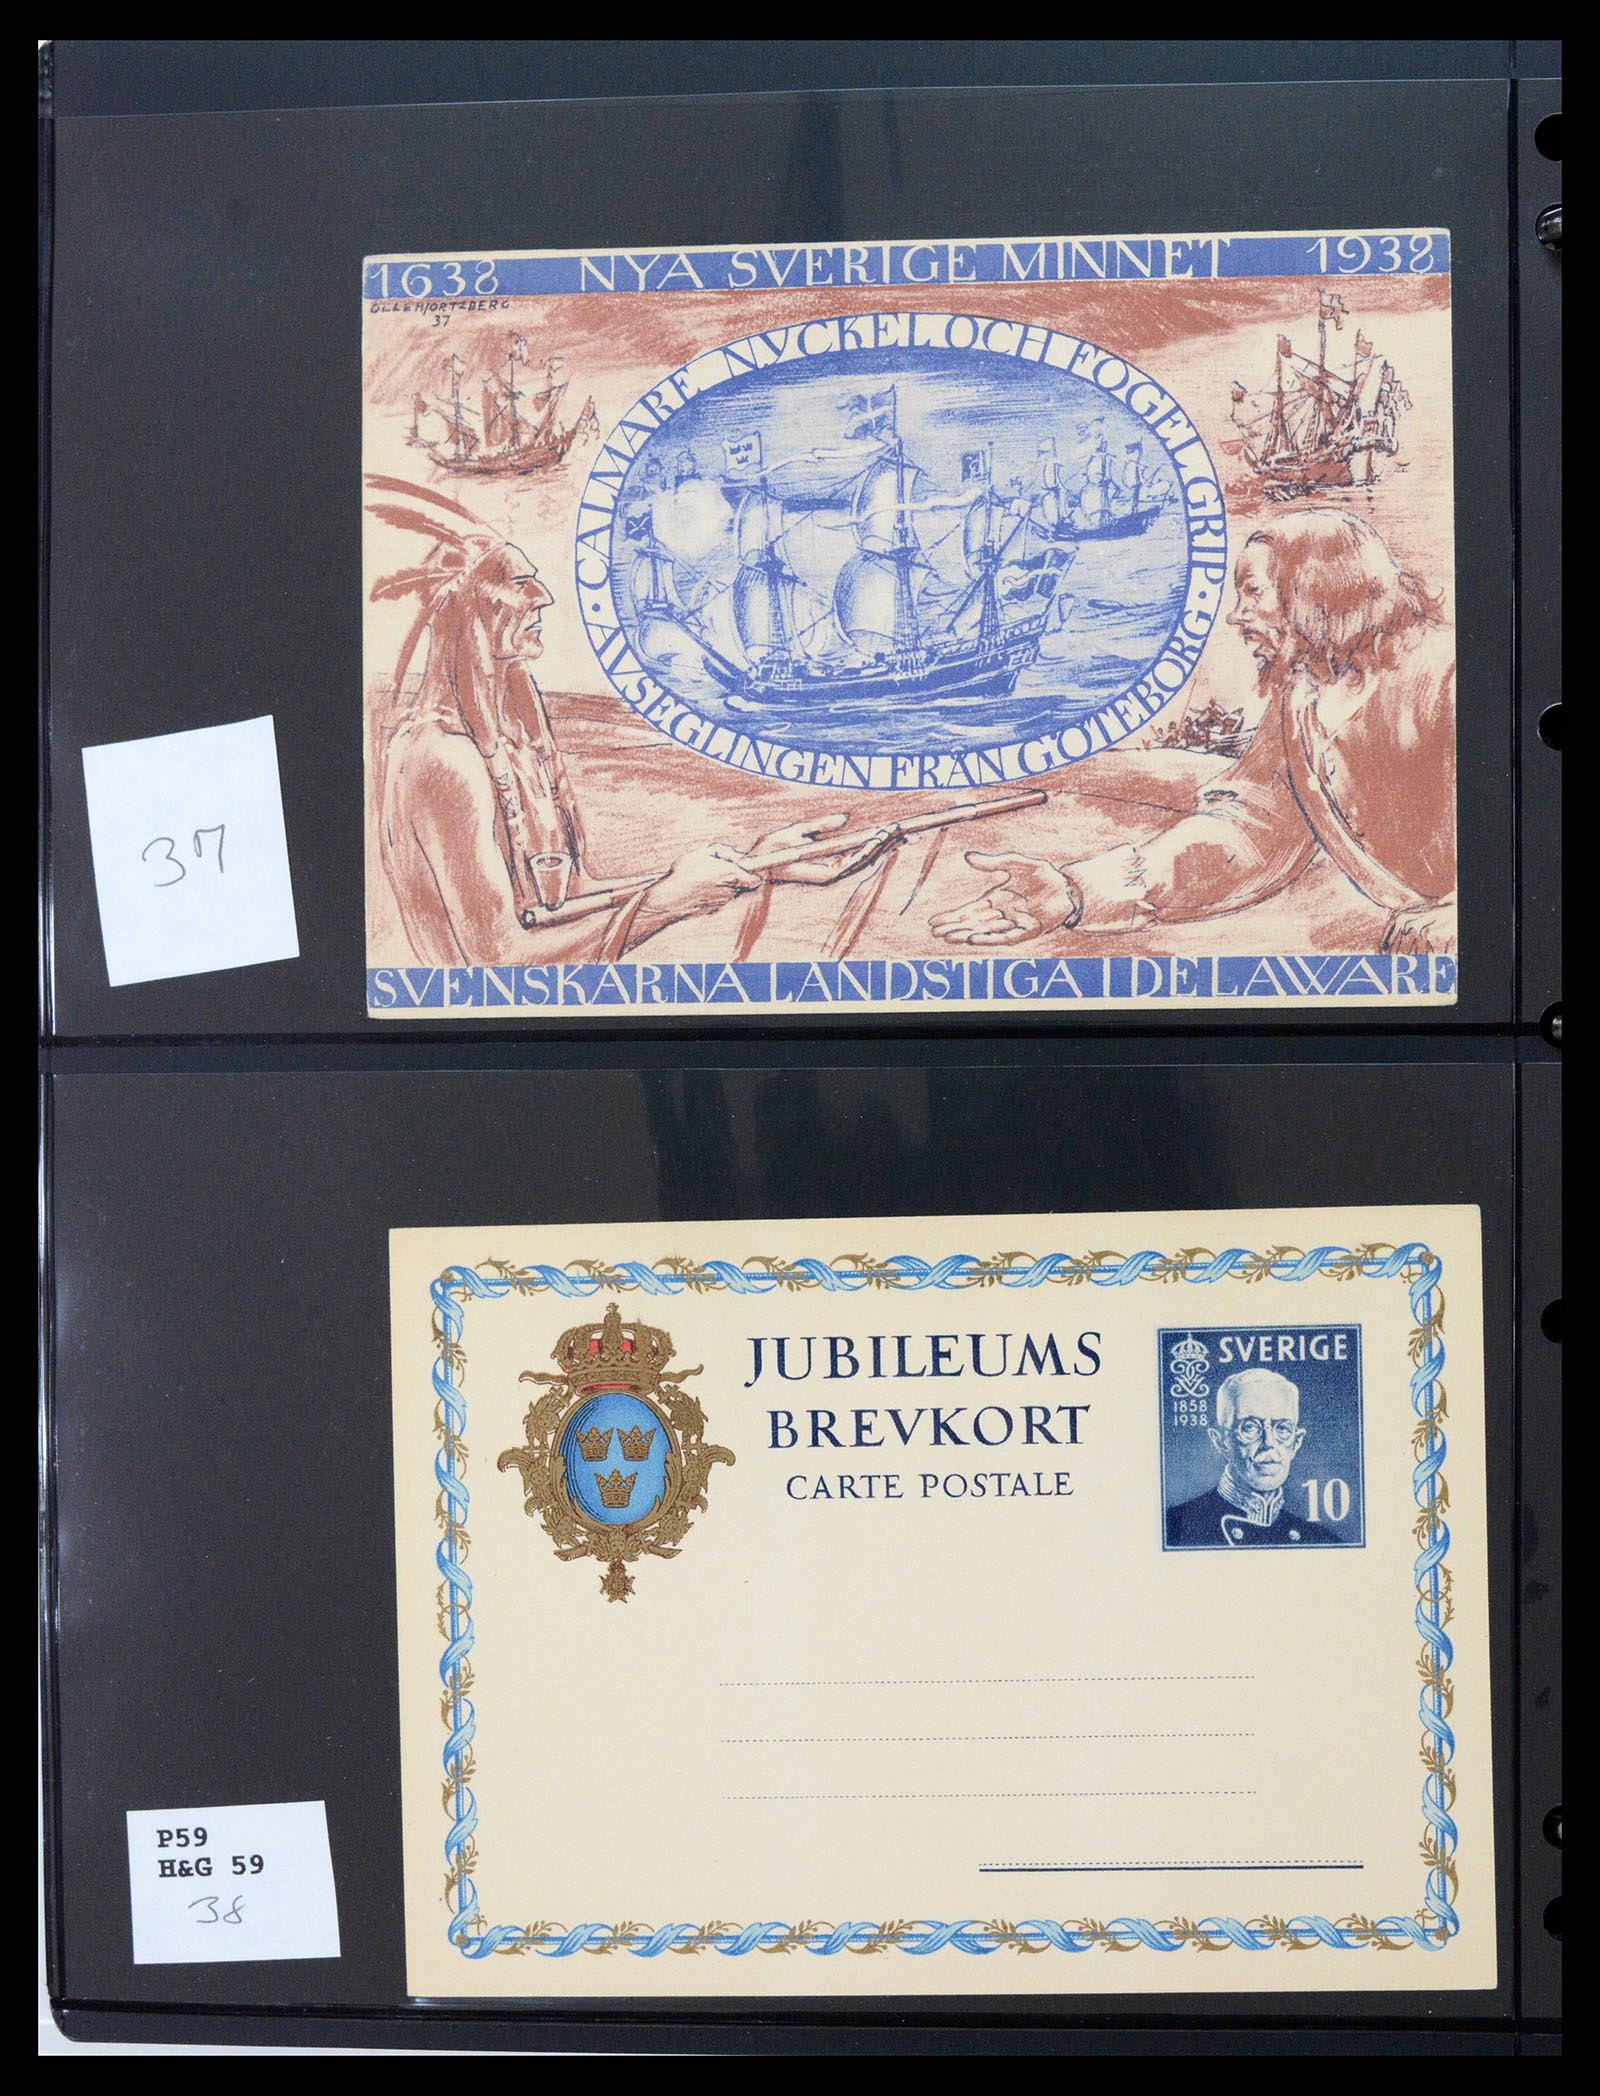 1638 NYA SVERIGE MINNET 1938
OLLE HJORTZBERG
37
· CALMARE NYCKEL OCH FOGEL GRIP ·
AVSEGLINGEN FRÅN GÖTEBORG
SVENSKARNA LANDSTIGA I DELAWARE
37
JUBILEUMS
BREVKORT
CARTE POSTALE
SVERIGE
1858
1938
10
P59
H&G 59
38